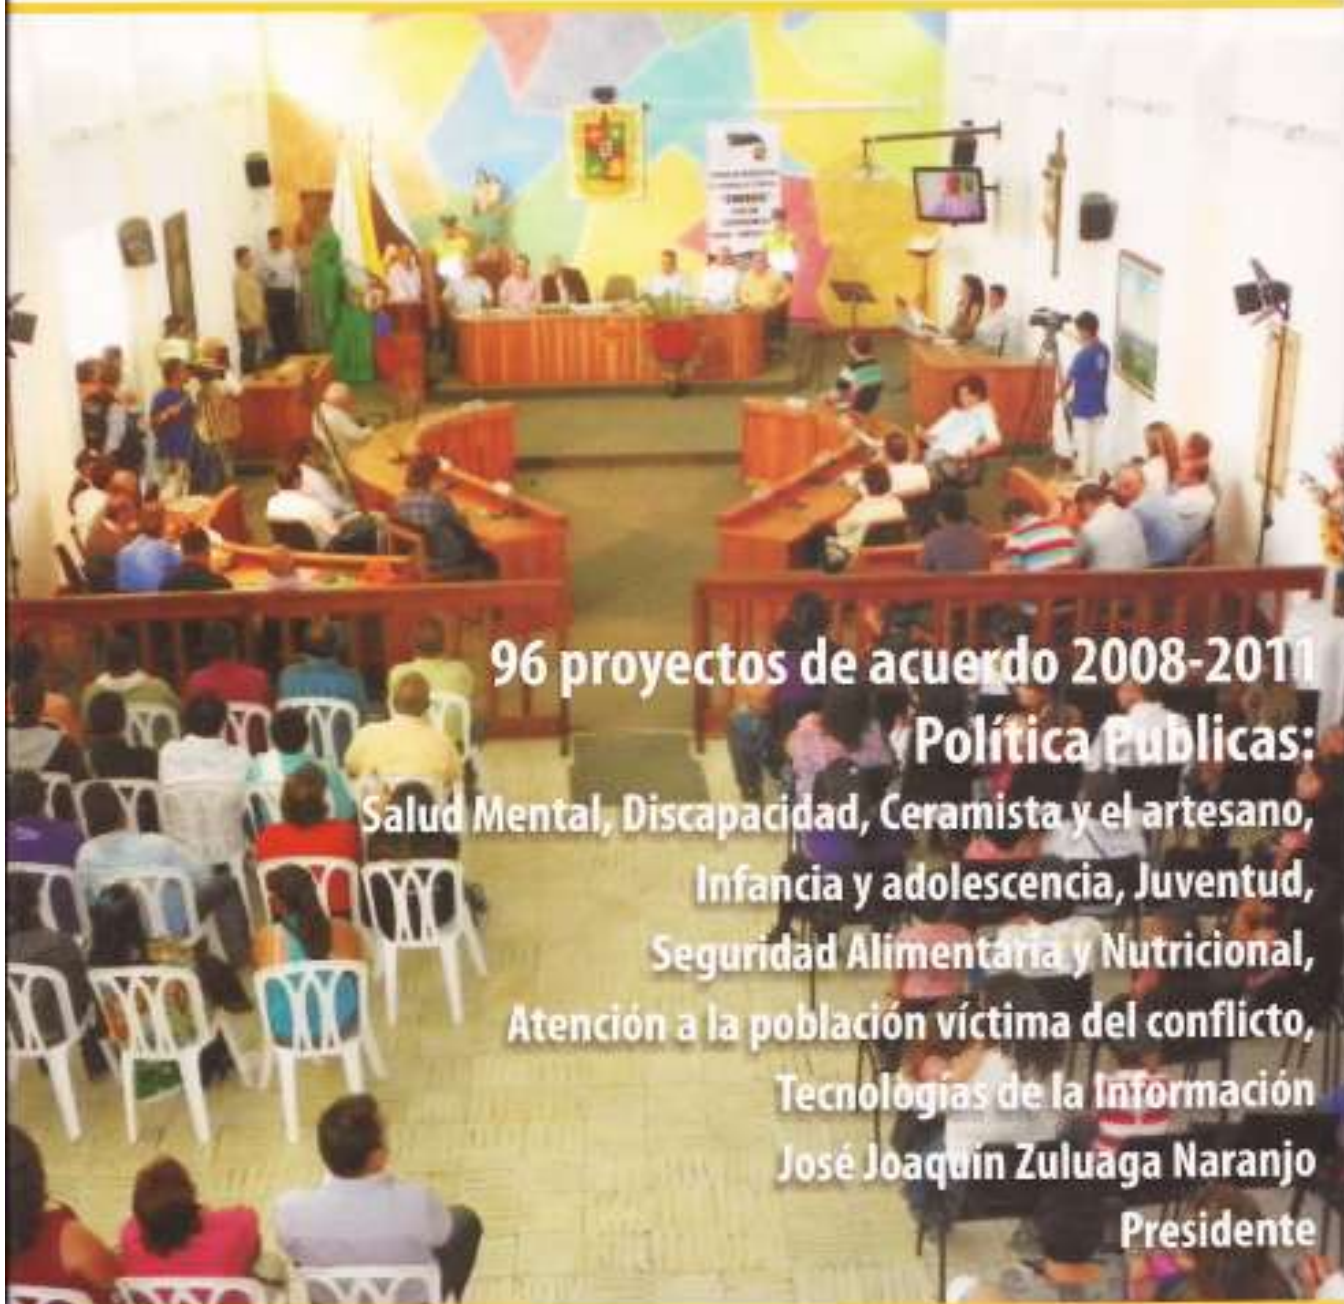 96 proyectos de acuerdo 2008-2011
Política Publicas:
Salud Mental, Discapacidad, Ceramista y el artesano,
Infancia y adolescencia, Juventud,
Seguridad Alimentaria y Nutricional,
Atención a la población víctima del conflicto,
Tecnologías de la Información
José Joaquín Zuluaga Naranjo
Presidente